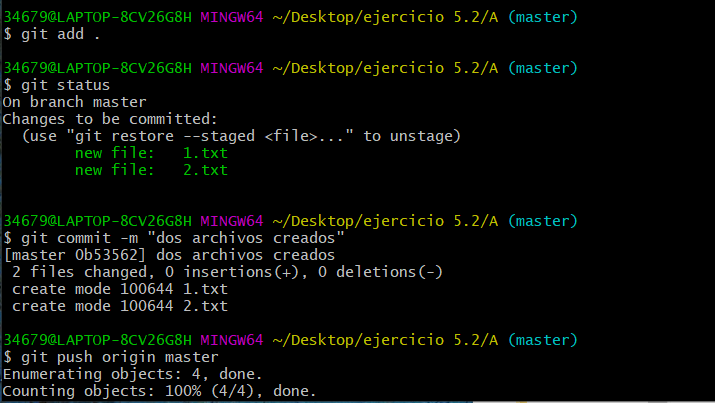 34679@LAPTOP-8CV26G8H MINGW64 ~/Desktop/ejercicio 5.2/A (master)
$ git add .
34679@LAPTOP-8CV26G8H MINGW64 ~/Desktop/ejercicio 5.2/A (master)
$ git status
On branch master
Changes to be committed:
  (use "git restore --staged <file>..." to unstage)
        new file:   1.txt
        new file:   2.txt
34679@LAPTOP-8CV26G8H MINGW64 ~/Desktop/ejercicio 5.2/A (master)
$ git commit -m "dos archivos creados"
[master 0b53562] dos archivos creados
 2 files changed, 0 insertions(+), 0 deletions(-)
 create mode 100644 1.txt
 create mode 100644 2.txt
34679@LAPTOP-8CV26G8H MINGW64 ~/Desktop/ejercicio 5.2/A (master)
$ git push origin master
Enumerating objects: 4, done.
Counting objects: 100% (4/4), done.